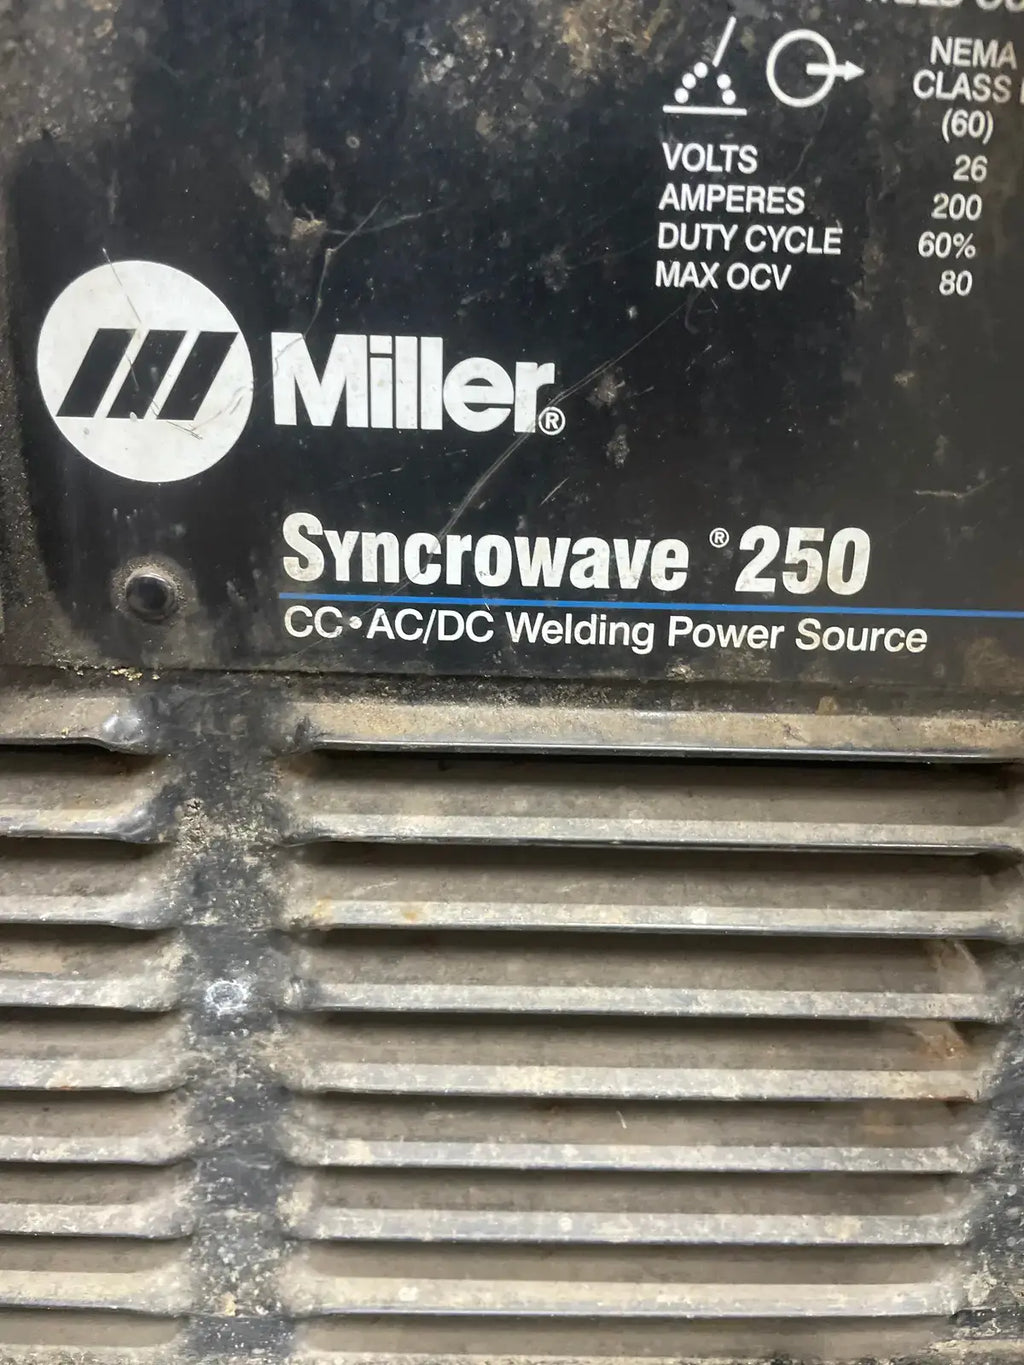 NEMA
CLASS
(60)
VOLTS 26
AMPERES 200
DUTY CYCLE 60%
MAX OCV 80
Miller®
Syncrowave® 250
CC•AC/DC Welding Power Source